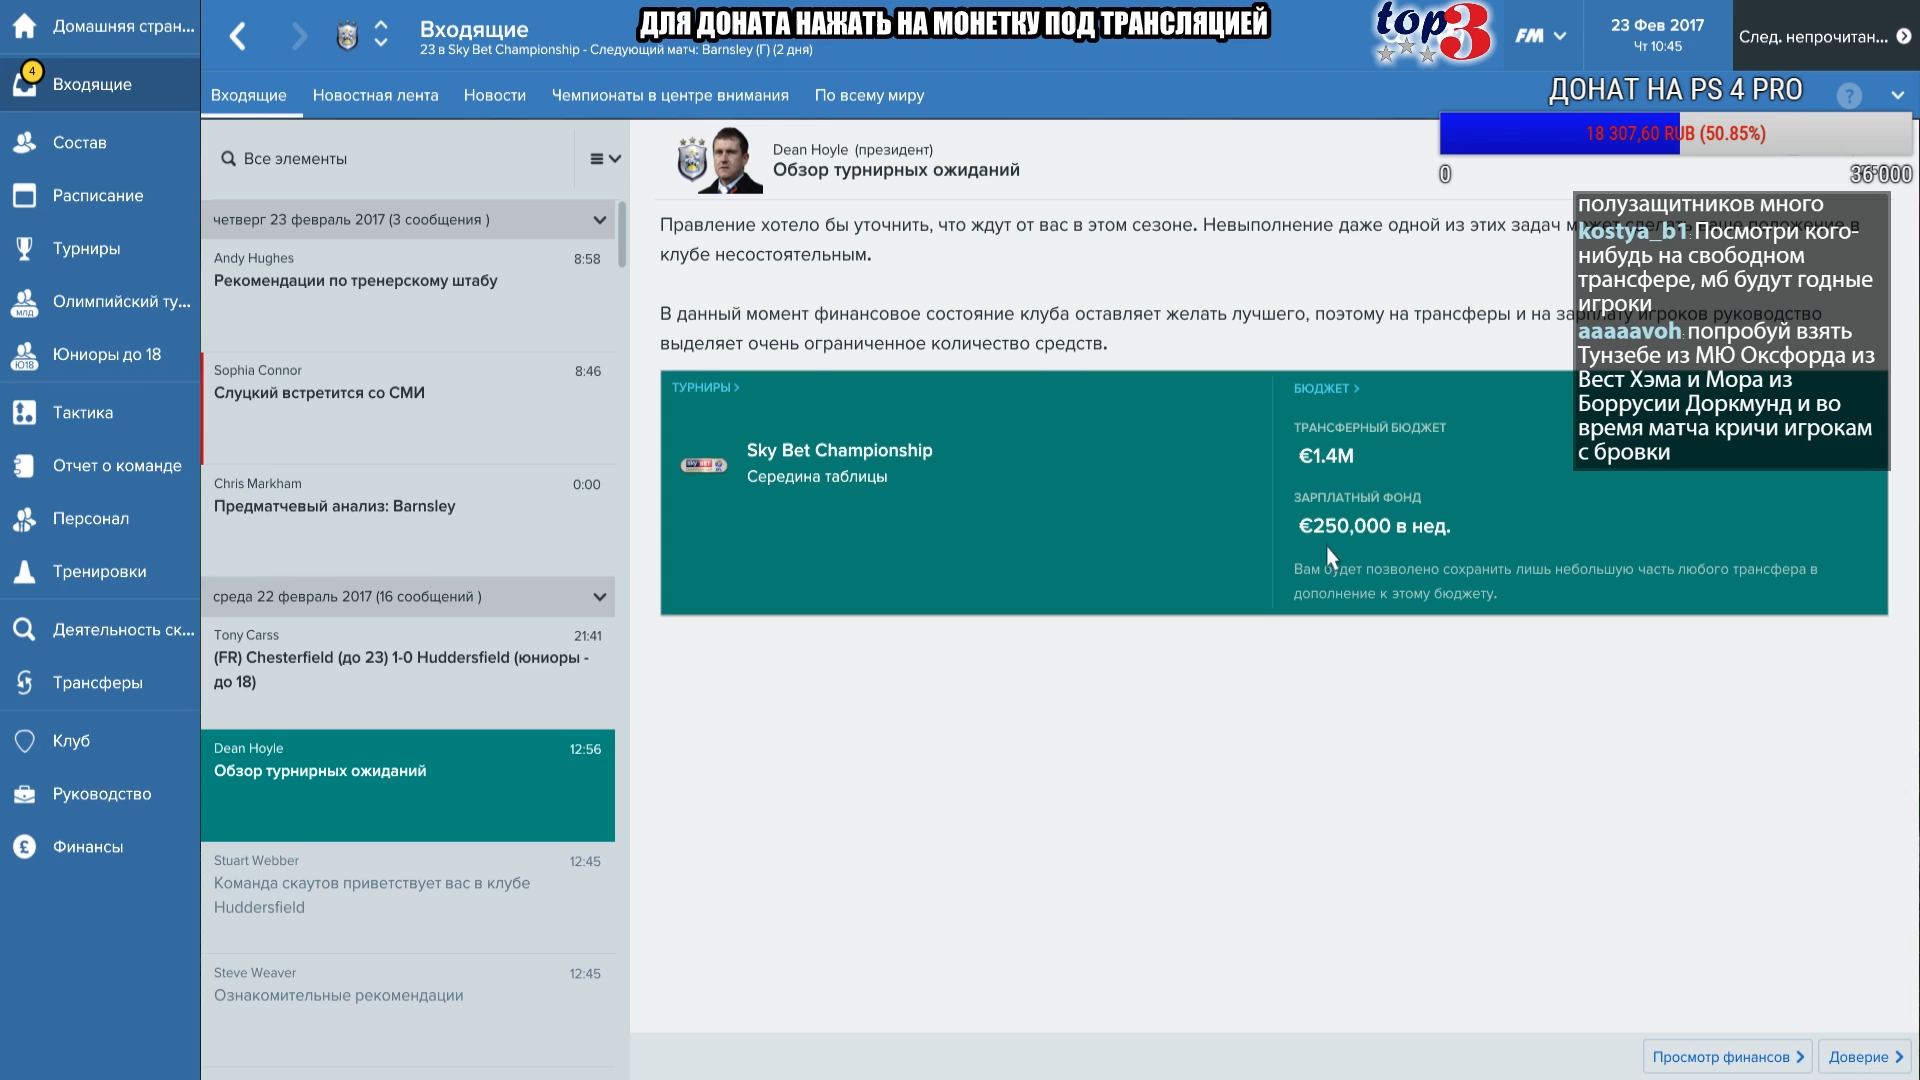 Домашняя стран...
4
Входящие
Состав
Расписание
Турниры
Олимпийский ту...
МЛД
Юниоры до 18
Ю18
Тактика
Отчет о команде
Персонал
Тренировки
Деятельность ск...
Трансферы
Клуб
Руководство
Финансы
Входящие
23 в Sky Bet Championship - Следующий матч: Barnsley (Г) (2 дня)
ДЛЯ ДОНАТА НАЖАТЬ НА МОНЕТКУ ПОД ТРАНСЛЯЦИЕЙ
top3
FM
23 Фев 2017
Чт 10:45
След. непрочитан...
Входящие
Новостная лента
Новости
Чемпионаты в центре внимания
По всему миру
ДОНАТ НА PS 4 PRO
18 307,60 RUB (50.85%)
0
36'000
Все элементы
четверг 23 февраль 2017 (3 сообщения )
Andy Hughes 8:58
Рекомендации по тренерскому штабу
Sophia Connor 8:46
Слуцкий встретится со СМИ
Chris Markham 0:00
Предматчевый анализ: Barnsley
среда 22 февраль 2017 (16 сообщений )
Tony Carss 21:41
(FR) Chesterfield (до 23) 1-0 Huddersfield (юниоры -
до 18)
Dean Hoyle 12:56
Обзор турнирных ожиданий
Stuart Webber 12:45
Команда скаутов приветствует вас в клубе
Huddersfield
Steve Weaver 12:45
Ознакомительные рекомендации
Dean Hoyle (президент)
Обзор турнирных ожиданий
Правление хотело бы уточнить, что ждут от вас в этом сезоне. Невыполнение даже одной из этих задач может сделать ваше положение в
клубе несостоятельным.
В данный момент финансовое состояние клуба оставляет желать лучшего, поэтому на трансферы и на зарплату игроков руководство
выделяет очень ограниченное количество средств.
ТУРНИРЫ >
Sky Bet Championship
Середина таблицы
БЮДЖЕТ >
ТРАНСФЕРНЫЙ БЮДЖЕТ
€1.4M
ЗАРПЛАТНЫЙ ФОНД
€250,000 в нед.
Вам будет позволено сохранить лишь небольшую часть любого трансфера в
дополнение к этому бюджету.
полузащитников много
kostya_b1: Посмотри кого-
нибудь на свободном
трансфере, мб будут годные
игроки
aaaaavoh: попробуй взять
Тунзебе из МЮ Оксфорда из
Вест Хэма и Мора из
Боррусии Доркмунд и во
время матча кричи игрокам
с бровки
Просмотр финансов >
Доверие >